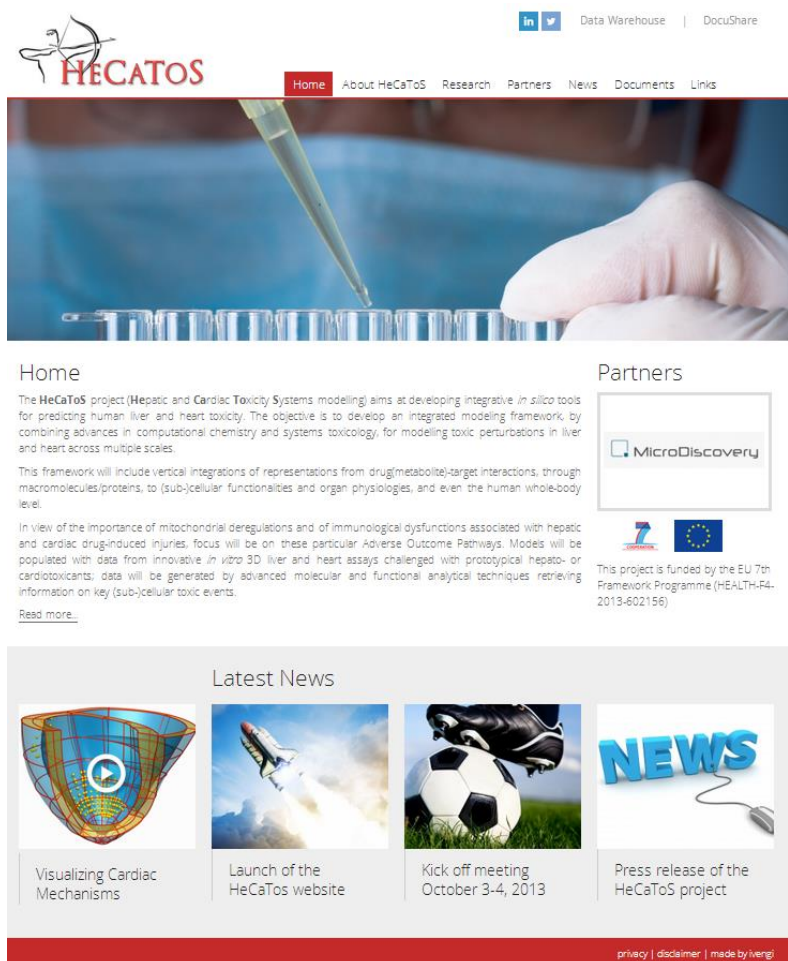 in
Data Warehouse | DocuShare
HECATOS
Home About HeCaToS Research Partners News Documents Links
Home
The HeCaToS project (Hepatic and Cardiac Toxicity Systems modelling) aims at developing integrative in silico tools
for predicting human liver and heart toxicity. The objective is to develop an integrated modeling framework, by
combining advances in computational chemistry and systems toxicology, for modelling toxic perturbations in liver
and heart across multiple scales.
This framework will include vertical integrations of representations from drug(metabolite)-target interactions, through
macromolecules/proteins, to (sub-)cellular functionalities and organ physiologies, and even the human whole-body
level.
In view of the importance of mitochondrial deregulations and of immunological dysfunctions associated with hepatic
and cardiac drug-induced injuries, focus will be on these particular Adverse Outcome Pathways. Models will be
populated with data from innovative in vitro 3D liver and heart assays challenged with prototypical hepato- or
cardiotoxicants; data will be generated by advanced molecular and functional analytical techniques retrieving
information on key (sub-)cellular toxic events.
Read more...
Partners
MicroDiscovery
7
COOPERATION
This project is funded by the EU 7th
Framework Programme (HEALTH-F4-
2013-602156)
Latest News
NEWS
Visualizing Cardiac
Mechanisms
Launch of the
HeCaTos website
Kick off meeting
October 3-4, 2013
Press release of the
HeCaToS project
privacy | disclaimer | made by ivengi